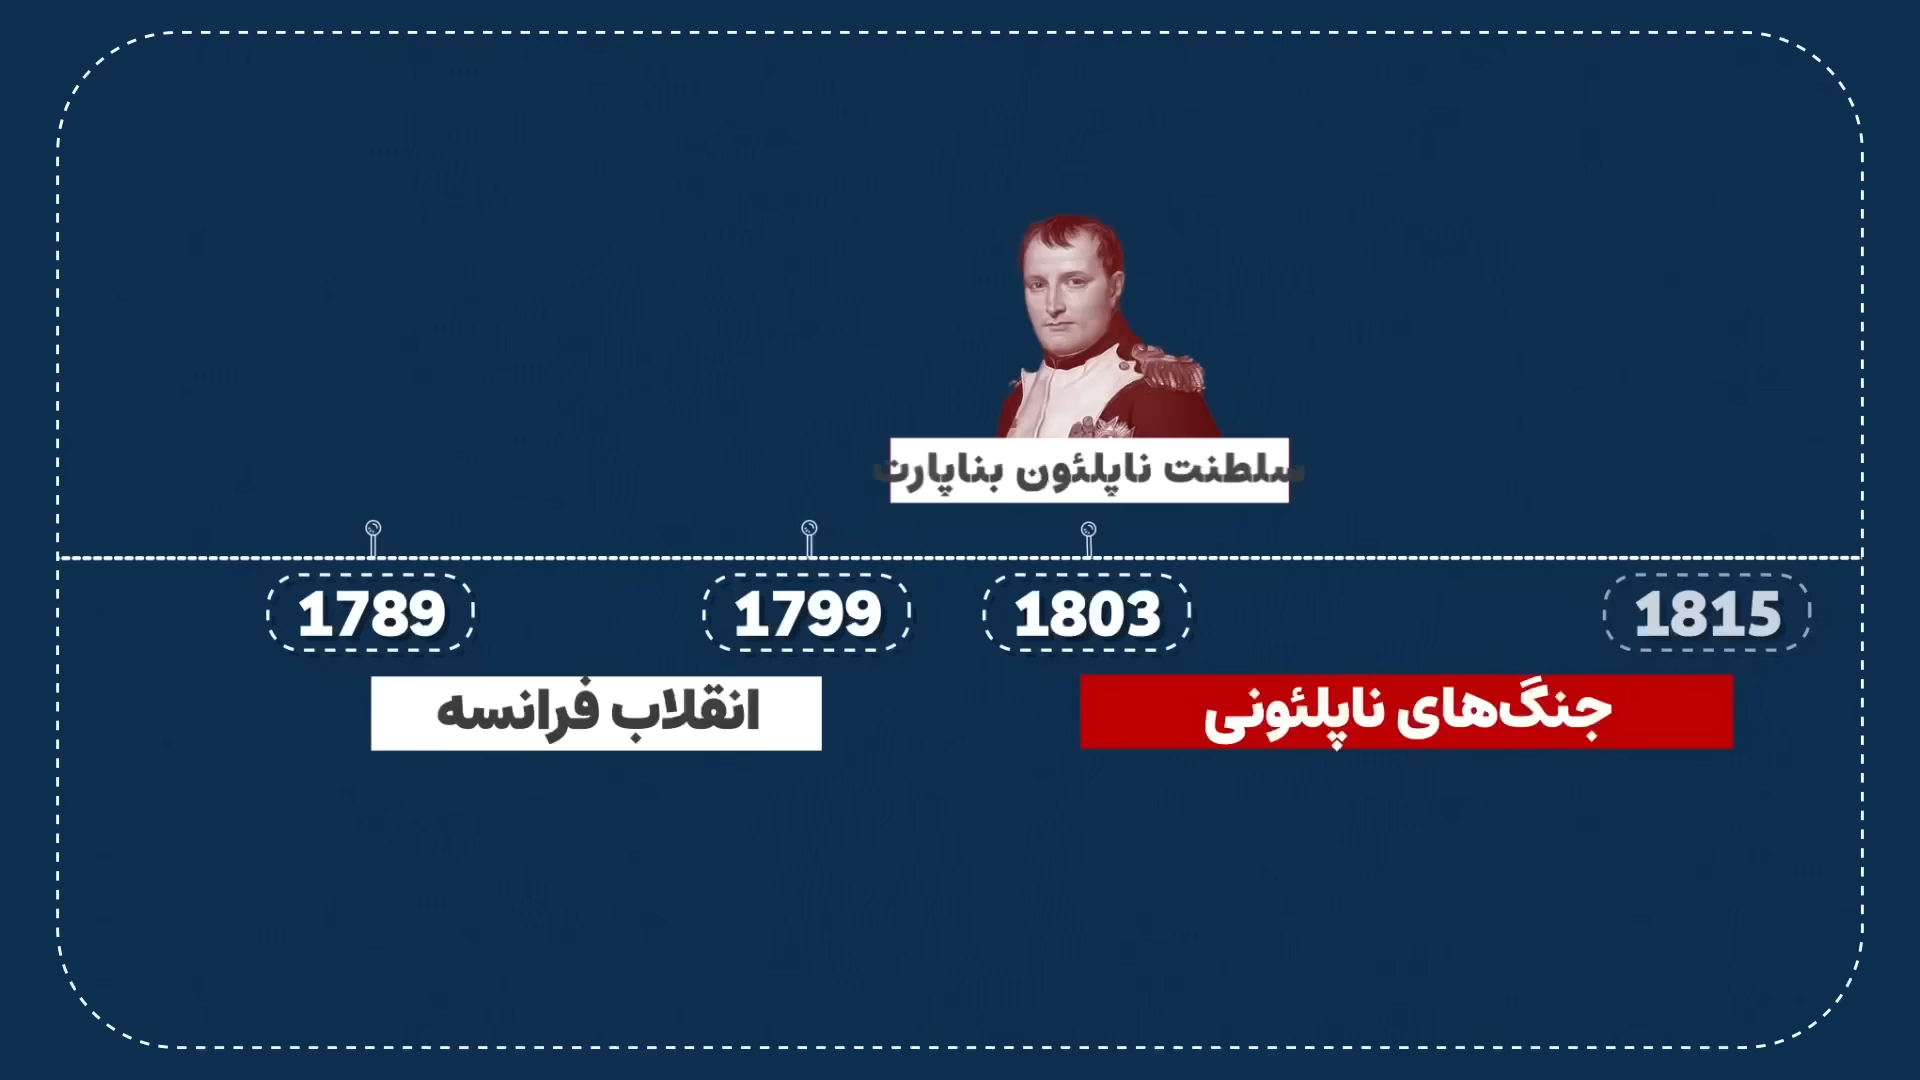 سلطنت ناپلئون بناپارت
1789
1799
1803
1815
انقلاب فرانسه
جنگ‌های ناپلئونی